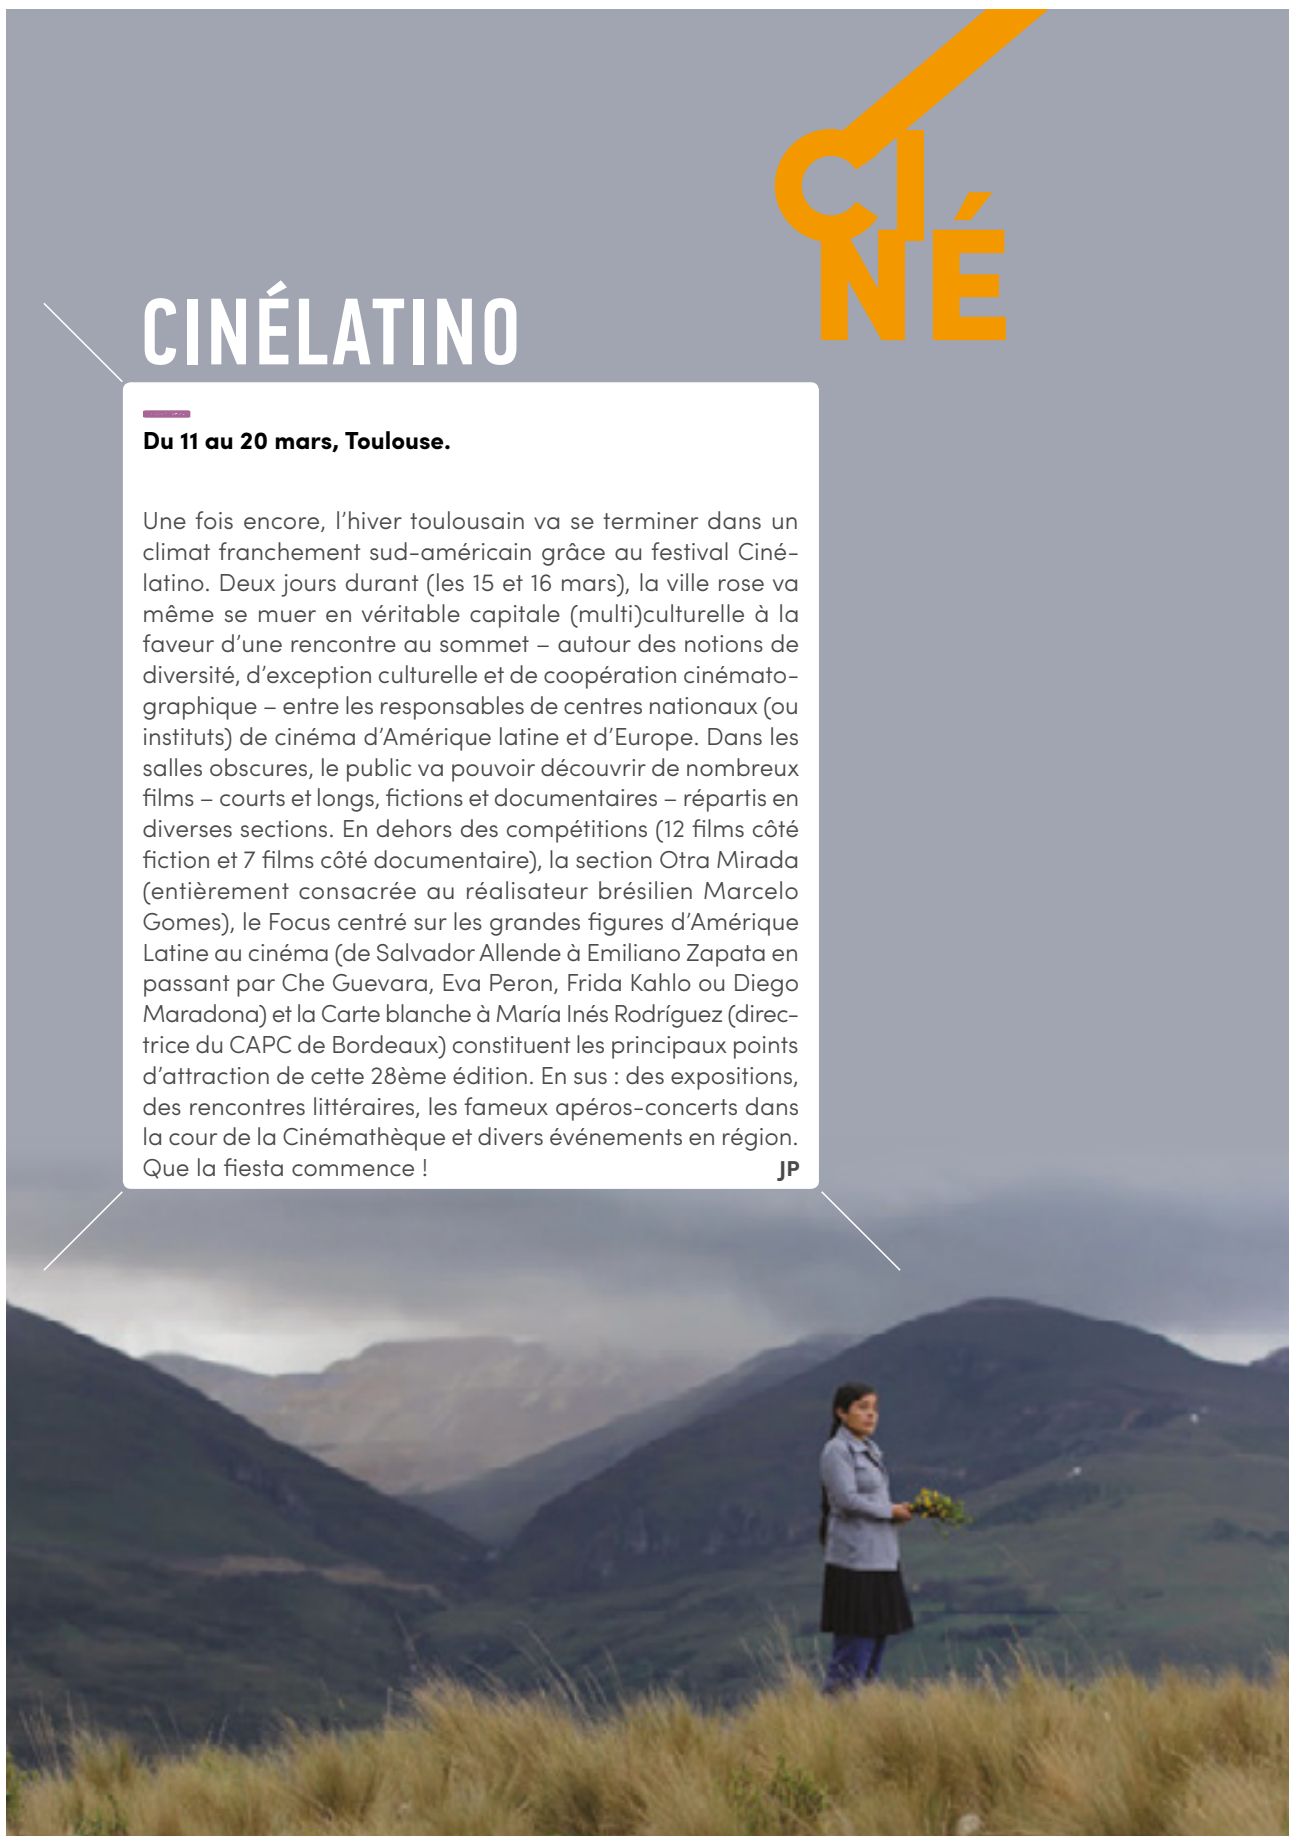 CI
NÉ
CINÉLATINO
Du 11 au 20 mars, Toulouse.
Une fois encore, l’hiver toulousain va se terminer dans un
climat franchement sud-américain grâce au festival Ciné-
latino. Deux jours durant (les 15 et 16 mars), la ville rose va
même se muer en véritable capitale (multi)culturelle à la
faveur d’une rencontre au sommet – autour des notions de
diversité, d’exception culturelle et de coopération cinémato-
graphique – entre les responsables de centres nationaux (ou
instituts) de cinéma d’Amérique latine et d’Europe. Dans les
salles obscures, le public va pouvoir découvrir de nombreux
films – courts et longs, fictions et documentaires – répartis en
diverses sections. En dehors des compétitions (12 films côté
fiction et 7 films côté documentaire), la section Otra Mirada
(entièrement consacrée au réalisateur brésilien Marcelo
Gomes), le Focus centré sur les grandes figures d’Amérique
Latine au cinéma (de Salvador Allende à Emiliano Zapata en
passant par Che Guevara, Eva Peron, Frida Kahlo ou Diego
Maradona) et la Carte blanche à María Inés Rodríguez (direc-
trice du CAPC de Bordeaux) constituent les principaux points
d’attraction de cette 28ème édition. En sus : des expositions,
des rencontres littéraires, les fameux apéros-concerts dans
la cour de la Cinémathèque et divers événements en région.
Que la fiesta commence ! JP